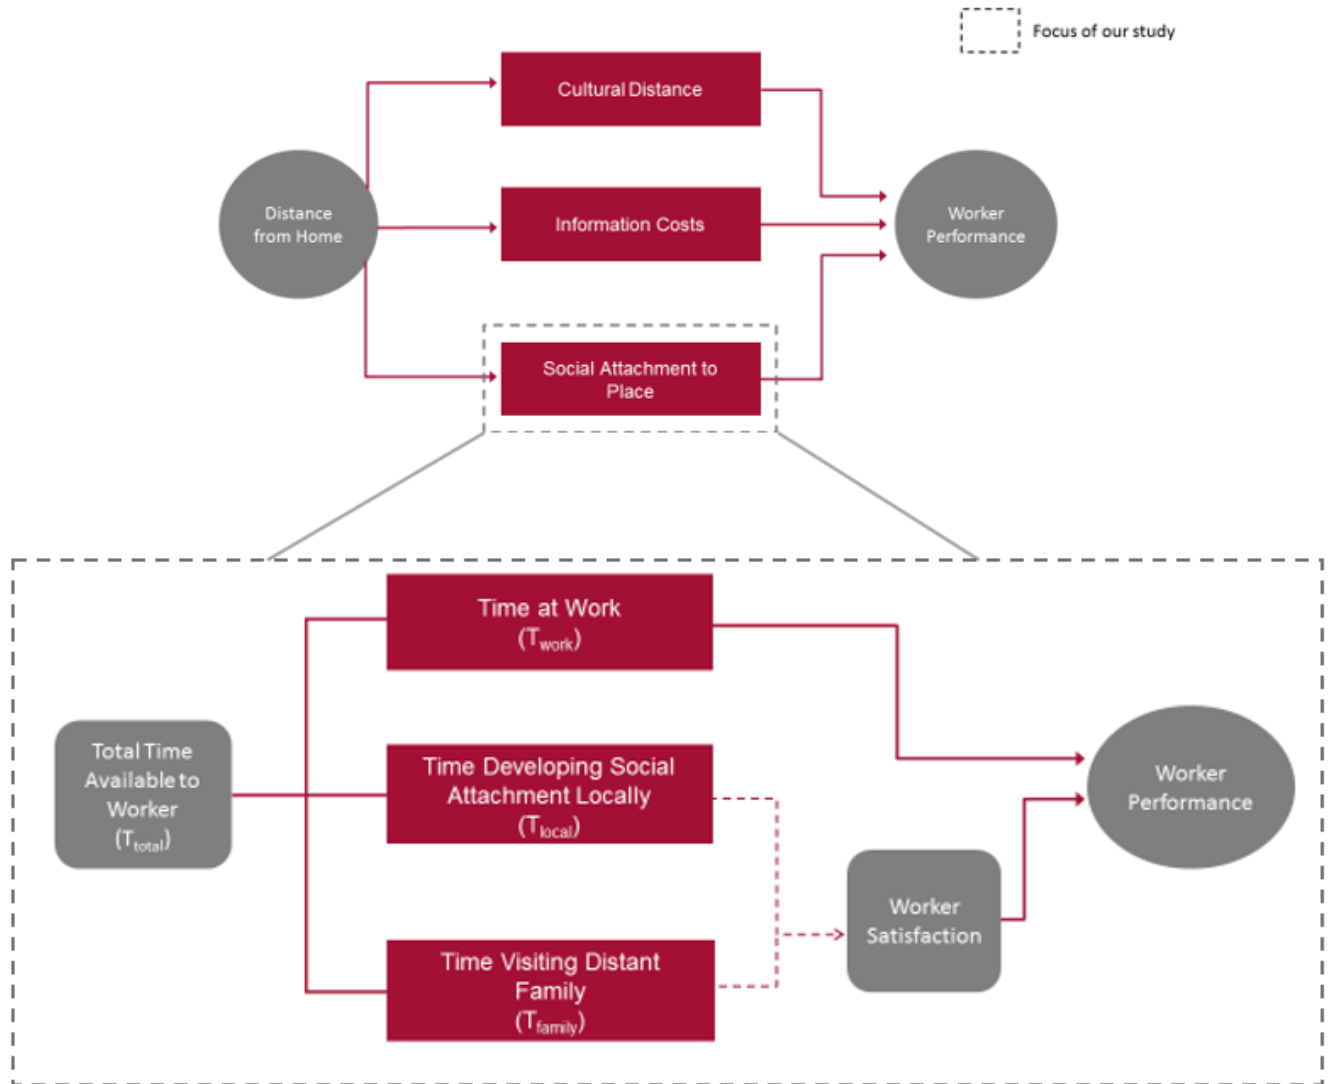 Focus of our study
Cultural Distance
Distance
from Home
Information Costs
Worker
Performance
Social Attachment to
Place
Time at Work
(Twork)
Total Time
Available to
Worker
(Ttotal)
Time Developing Social
Attachment Locally
(Tlocal)
Worker
Performance
Worker
Satisfaction
Time Visiting Distant
Family
(Tfamily)